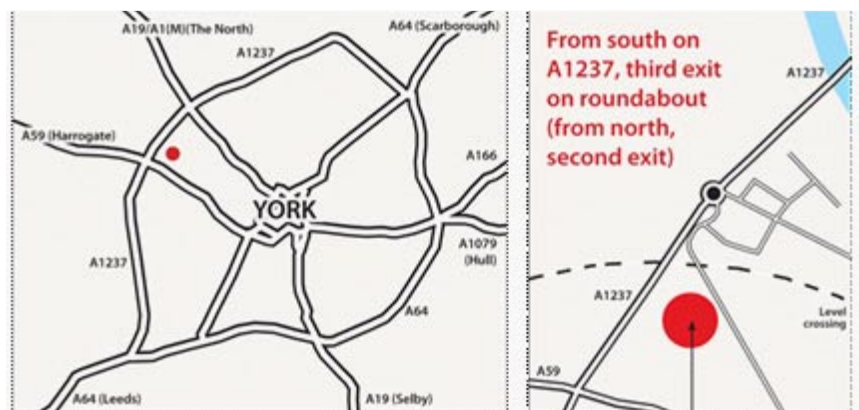 A19/A1(M)(The North)
A64 (Scarborough)
A1237
A59 (Harrogate)
A166
YORK
A1237
A1079
(Hull)
A64
A64 (Leeds)
A19 (Selby)
From south on
A1237, third exit
on roundabout
(from north,
second exit)
A1237
A1237
Level
crossing
A59